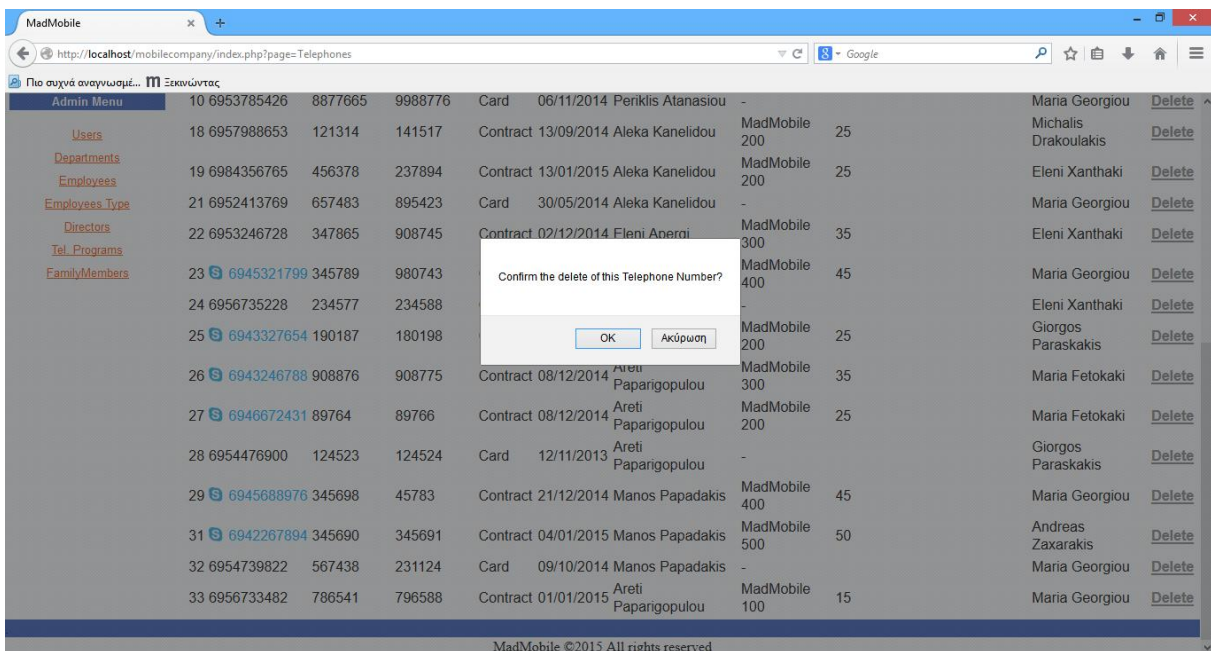 MadMobile
http://localhost/mobilecompany/index.php?page=Telephones
Google
Πιο συχνά αναγνωσμέ... Ξεκινώντας
Admin Menu
Users
Departments
Employees
Employees Type
Directors
Tel. Programs
FamilyMembers
10 6953785426 8877665 9988776 Card 06/11/2014 Periklis Atanasiou - Maria Georgiou Delete
18 6957988653 121314 141517 Contract 13/09/2014 Aleka Kanelidou MadMobile 200 25 Michalis Drakoulakis Delete
19 6984356765 456378 237894 Contract 13/01/2015 Aleka Kanelidou MadMobile 200 25 Eleni Xanthaki Delete
21 6952413769 657483 895423 Card 30/05/2014 Aleka Kanelidou - Maria Georgiou Delete
22 6953246728 347865 908745 Contract 02/12/2014 Eleni Apergi MadMobile 300 35 Eleni Xanthaki Delete
23 6945321799 345789 980743 MadMobile 400 45 Maria Georgiou Delete
24 6956735228 234577 234588 - Eleni Xanthaki Delete
25 6943327654 190187 180198 MadMobile 200 25 Giorgos Paraskakis Delete
26 6943246788 908876 908775 Contract 08/12/2014 Areti Paparigopulou MadMobile 300 35 Maria Fetokaki Delete
27 6946672431 89764 89766 Contract 08/12/2014 Areti Paparigopulou MadMobile 200 25 Maria Fetokaki Delete
28 6954476900 124523 124524 Card 12/11/2013 Areti Paparigopulou - Giorgos Paraskakis Delete
29 6945688976 345698 45783 Contract 21/12/2014 Manos Papadakis MadMobile 400 45 Maria Georgiou Delete
31 6942267894 345690 345691 Contract 04/01/2015 Manos Papadakis MadMobile 500 50 Andreas Zaxarakis Delete
32 6954739822 567438 231124 Card 09/10/2014 Manos Papadakis - Maria Georgiou Delete
33 6956733482 786541 796588 Contract 01/01/2015 Areti Paparigopulou MadMobile 100 15 Maria Georgiou Delete
Confirm the delete of this Telephone Number?
OK Ακύρωση
MadMobile ©2015 All rights reserved